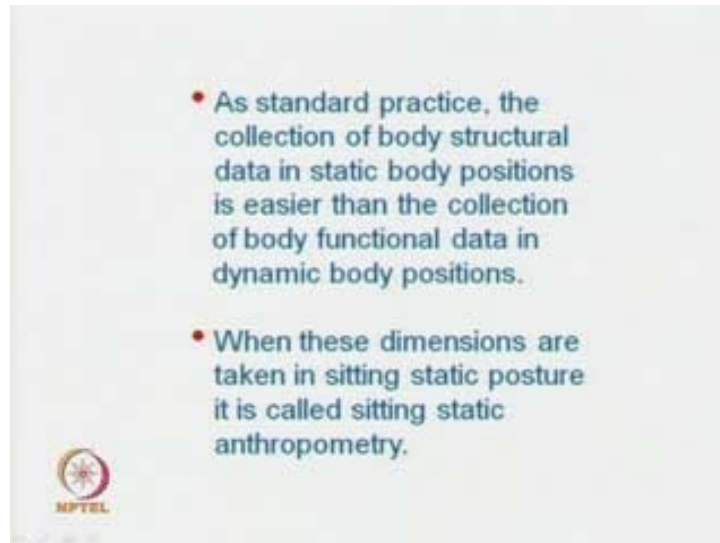 • As standard practice, the
collection of body structural
data in static body positions
is easier than the collection
of body functional data in
dynamic body positions.
• When these dimensions are
taken in sitting static posture
it is called sitting static
anthropometry.
NPTEL